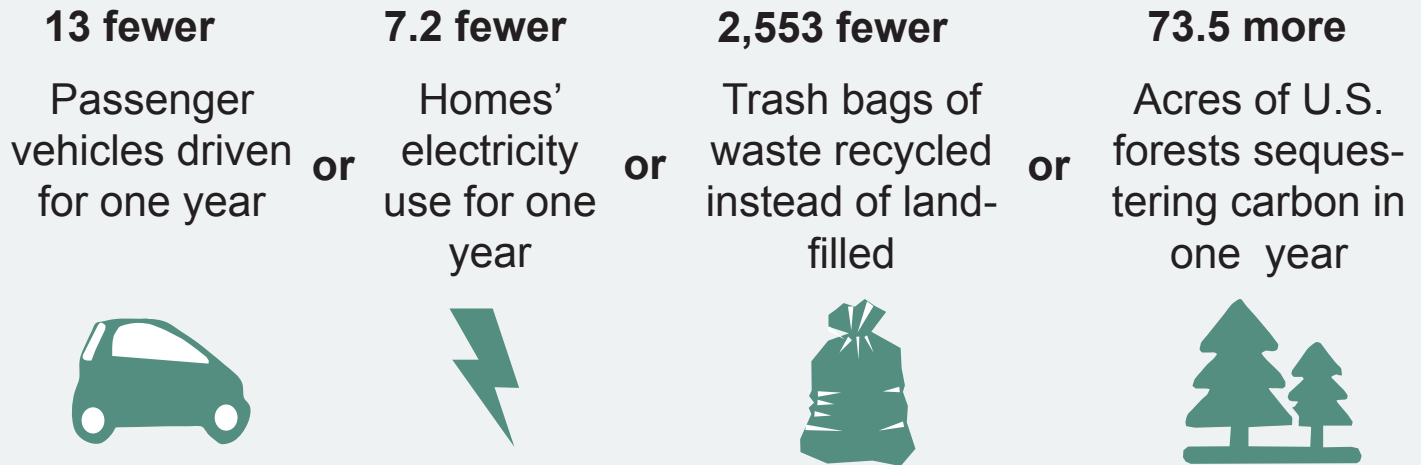 13 fewer
Passenger
vehicles driven
for one year
or
7.2 fewer
Homes’
electricity
use for one
year
or
2,553 fewer
Trash bags of
waste recycled
instead of land-
filled
or
73.5 more
Acres of U.S.
forests seques-
tering carbon in
one year